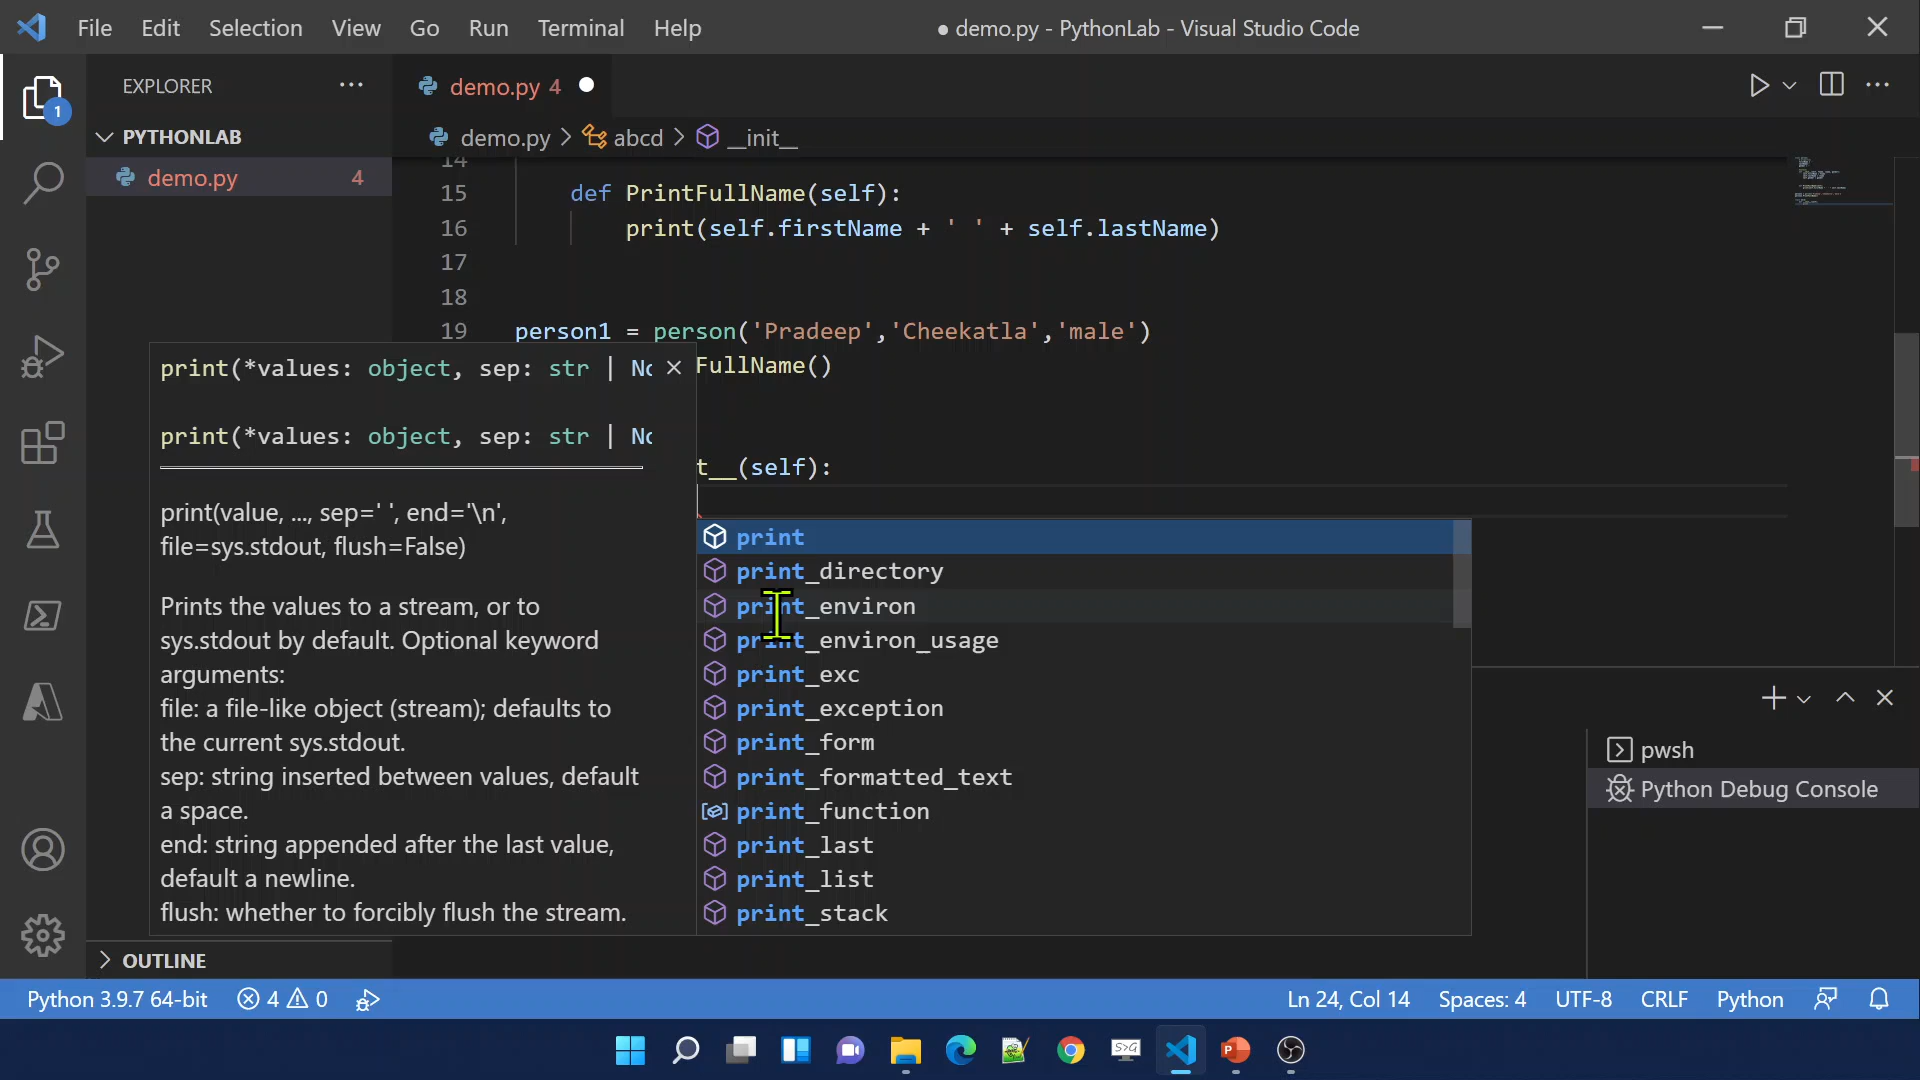 File Edit Selection View Go Run Terminal Help
● demo.py - PythonLab - Visual Studio Code
EXPLORER ···
demo.py 4
1
PYTHONLAB
demo.py > abcd > __init__
demo.py 4
14
15 def PrintFullName(self):
16 print(self.firstName + ' ' + self.lastName)
17
18
19 person1 = person('Pradeep','Cheekatla','male')
FullName()
t__(self):
print(*values: object, sep: str | No
print(*values: object, sep: str | No
print(value, ..., sep=' ', end='\n',
file=sys.stdout, flush=False)
Prints the values to a stream, or to
sys.stdout by default. Optional keyword
arguments:
file: a file-like object (stream); defaults to
the current sys.stdout.
sep: string inserted between values, default
a space.
end: string appended after the last value,
default a newline.
flush: whether to forcibly flush the stream.
print
print_directory
print_environ
print_environ_usage
print_exc
print_exception
print_form
print_formatted_text
print_function
print_last
print_list
print_stack
pwsh
Python Debug Console
OUTLINE
Python 3.9.7 64-bit 4 0
Ln 24, Col 14 Spaces: 4 UTF-8 CRLF Python
S>G
P